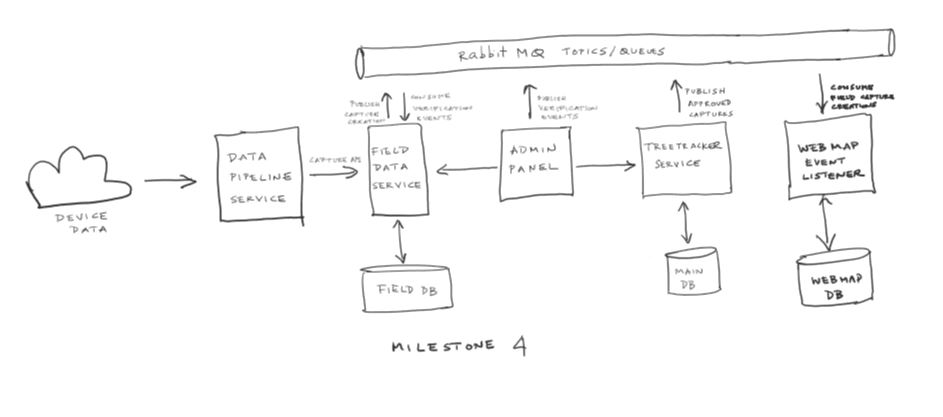 Rabbit MQ TOPICS/QUEUES
PUBLISH
CAPTURE
CREATION
CONSUME
VERIFICATION
EVENTS
PUBLISH
VERIFICATION
EVENTS
PUBLISH
APPROVED
CAPTURES
CONSUME
FIELD CAPTURE
CREATIONS
DEVICE
DATA
DATA
PIPELINE
SERVICE
CAPTURE API
FIELD
DATA
SERVICE
ADMIN
PANEL
TREETRACKER
SERVICE
WEB MAP
EVENT
LISTENER
FIELD DB
MAIN
DB
WEBMAP
DB
MILESTONE 4